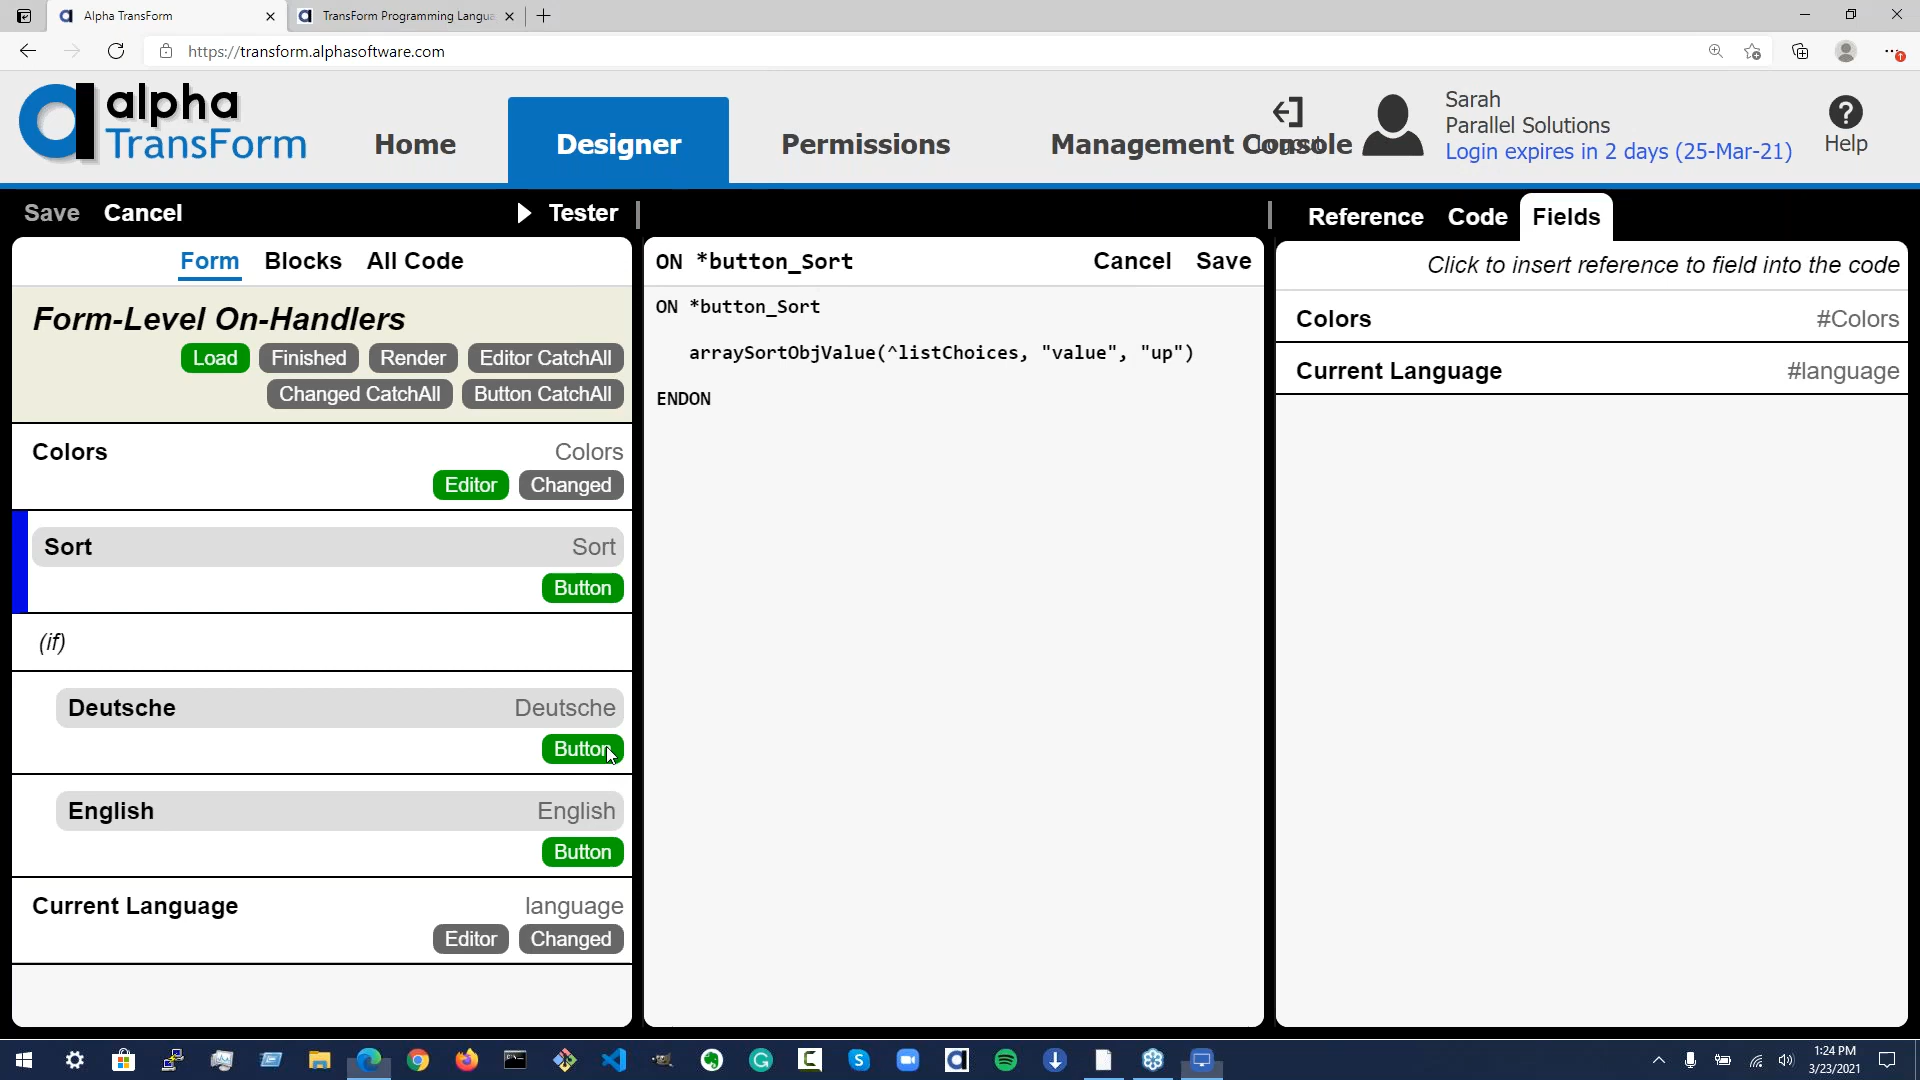 Alpha TransForm
TransForm Programming Langua
https://transform.alphasoftware.com
alpha
TransForm
Home
Designer
Permissions
Management Console
Logout
Sarah
Parallel Solutions
Login expires in 2 days (25-Mar-21)
Help
Save
Cancel
Tester
Reference
Code
Fields
Form
Blocks
All Code
Form-Level On-Handlers
Load
Finished
Render
Editor CatchAll
Changed CatchAll
Button CatchAll
Colors
Colors
Editor
Changed
Sort
Sort
Button
(if)
Deutsche
Deutsche
Button
English
English
Button
Current Language
language
Editor
Changed
ON *button_Sort
Cancel
Save
ON *button_Sort
arraySortObjValue(^listChoices, "value", "up")
ENDON
Click to insert reference to field into the code
Colors
#Colors
Current Language
#language
1:24 PM
3/23/2021